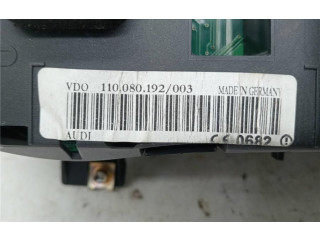 VDO 110.080.192/003 MADE IN GERMANY
AUDI CE 0682